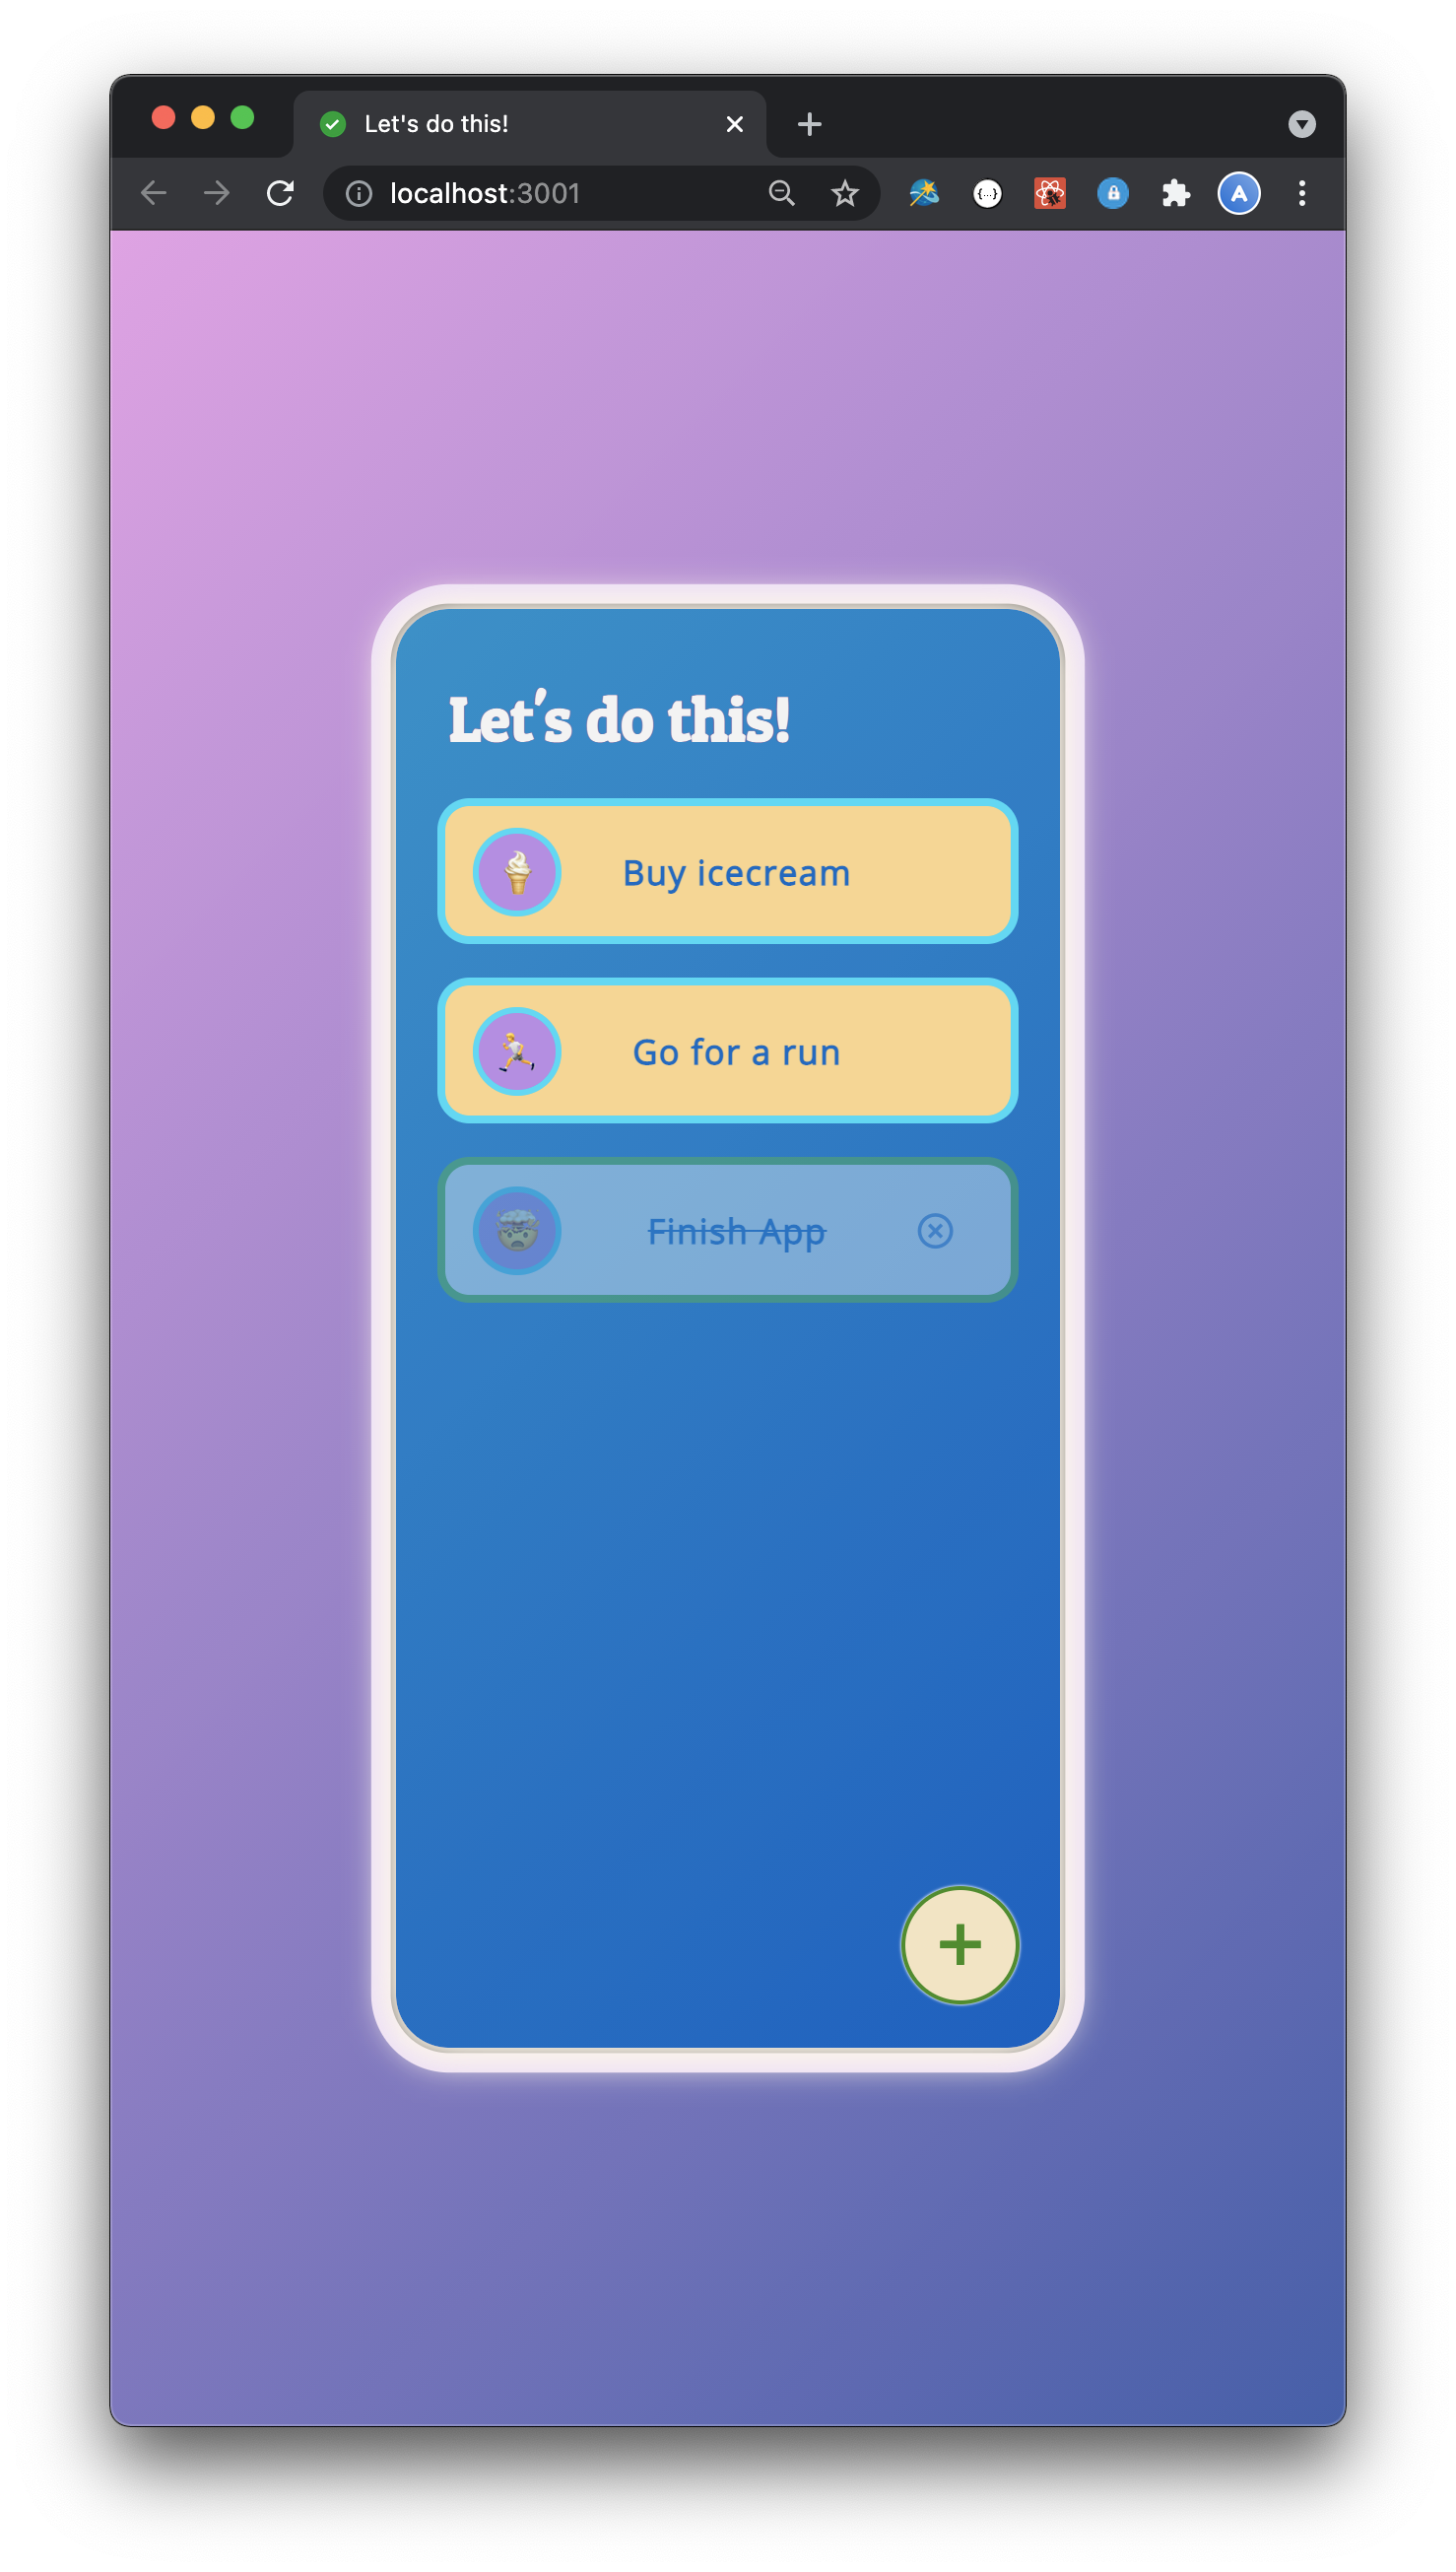 Let's do this!
localhost:3001
{...}
A
Let's do this!
Buy icecream
Go for a run
Finish App